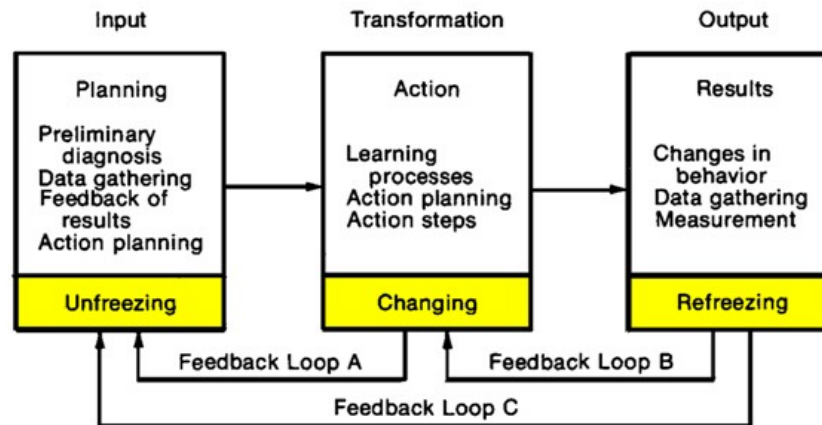 Input
Transformation
Output
Planning
Preliminary
diagnosis
Data gathering
Feedback of
results
Action planning
Unfreezing
Action
Learning
processes
Action planning
Action steps
Changing
Results
Changes in
behavior
Data gathering
Measurement
Refreezing
Feedback Loop A
Feedback Loop B
Feedback Loop C